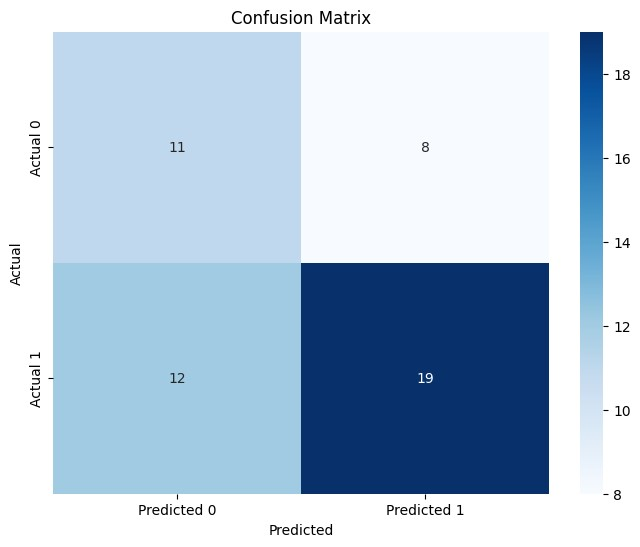 Confusion Matrix
Actual
Actual 0
11
8
Actual 1
12
19
Predicted 0
Predicted 1
Predicted
18
16
14
12
10
8